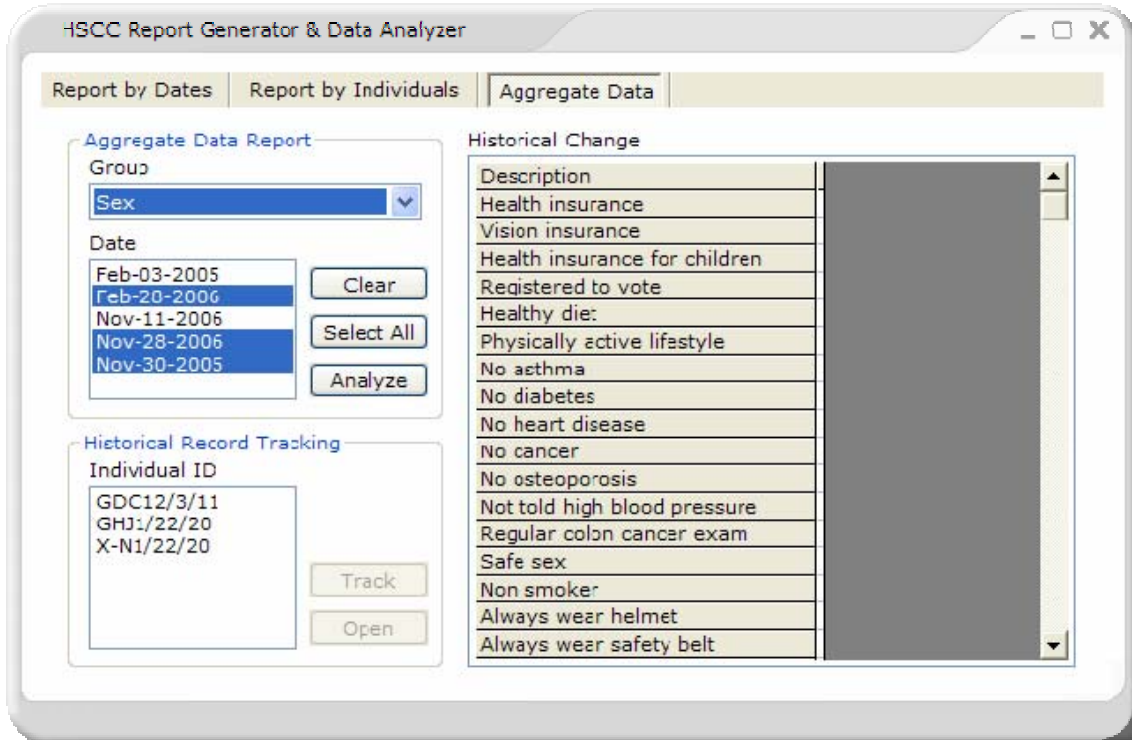 HSCC Report Generator & Data Analyzer
Report by Dates Report by Individuals Aggregate Data
Aggregate Data Report
Group
Sex
Date
Feb-03-2005
Feb-20-2006
Nov-11-2006
Nov-28-2006
Nov-30-2005
Clear
Select All
Analyze
Historical Record Tracking
Individual ID
GDC12/3/11
GHJ1/22/20
X-N1/22/20
Track
Open
Historical Change
Description
Health insurance
Vision insurance
Health insurance for children
Registered to vote
Healthy diet
Physically active lifestyle
No asthma
No diabetes
No heart disease
No cancer
No osteoporosis
Not told high blood pressure
Regular colon cancer exam
Safe sex
Non smoker
Always wear helmet
Always wear safety belt